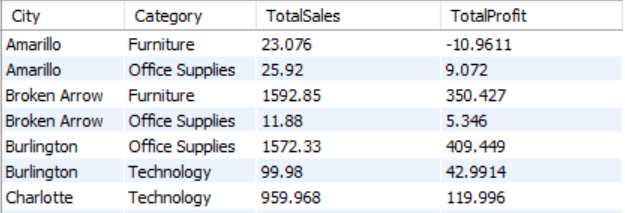 City Category TotalSales TotalProfit
Amarillo Furniture 23.076 -10.9611
Amarillo Office Supplies 25.92 9.072
Broken Arrow Furniture 1592.85 350.427
Broken Arrow Office Supplies 11.88 5.346
Burlington Office Supplies 1572.33 409.449
Burlington Technology 99.98 42.9914
Charlotte Technology 959.968 119.996